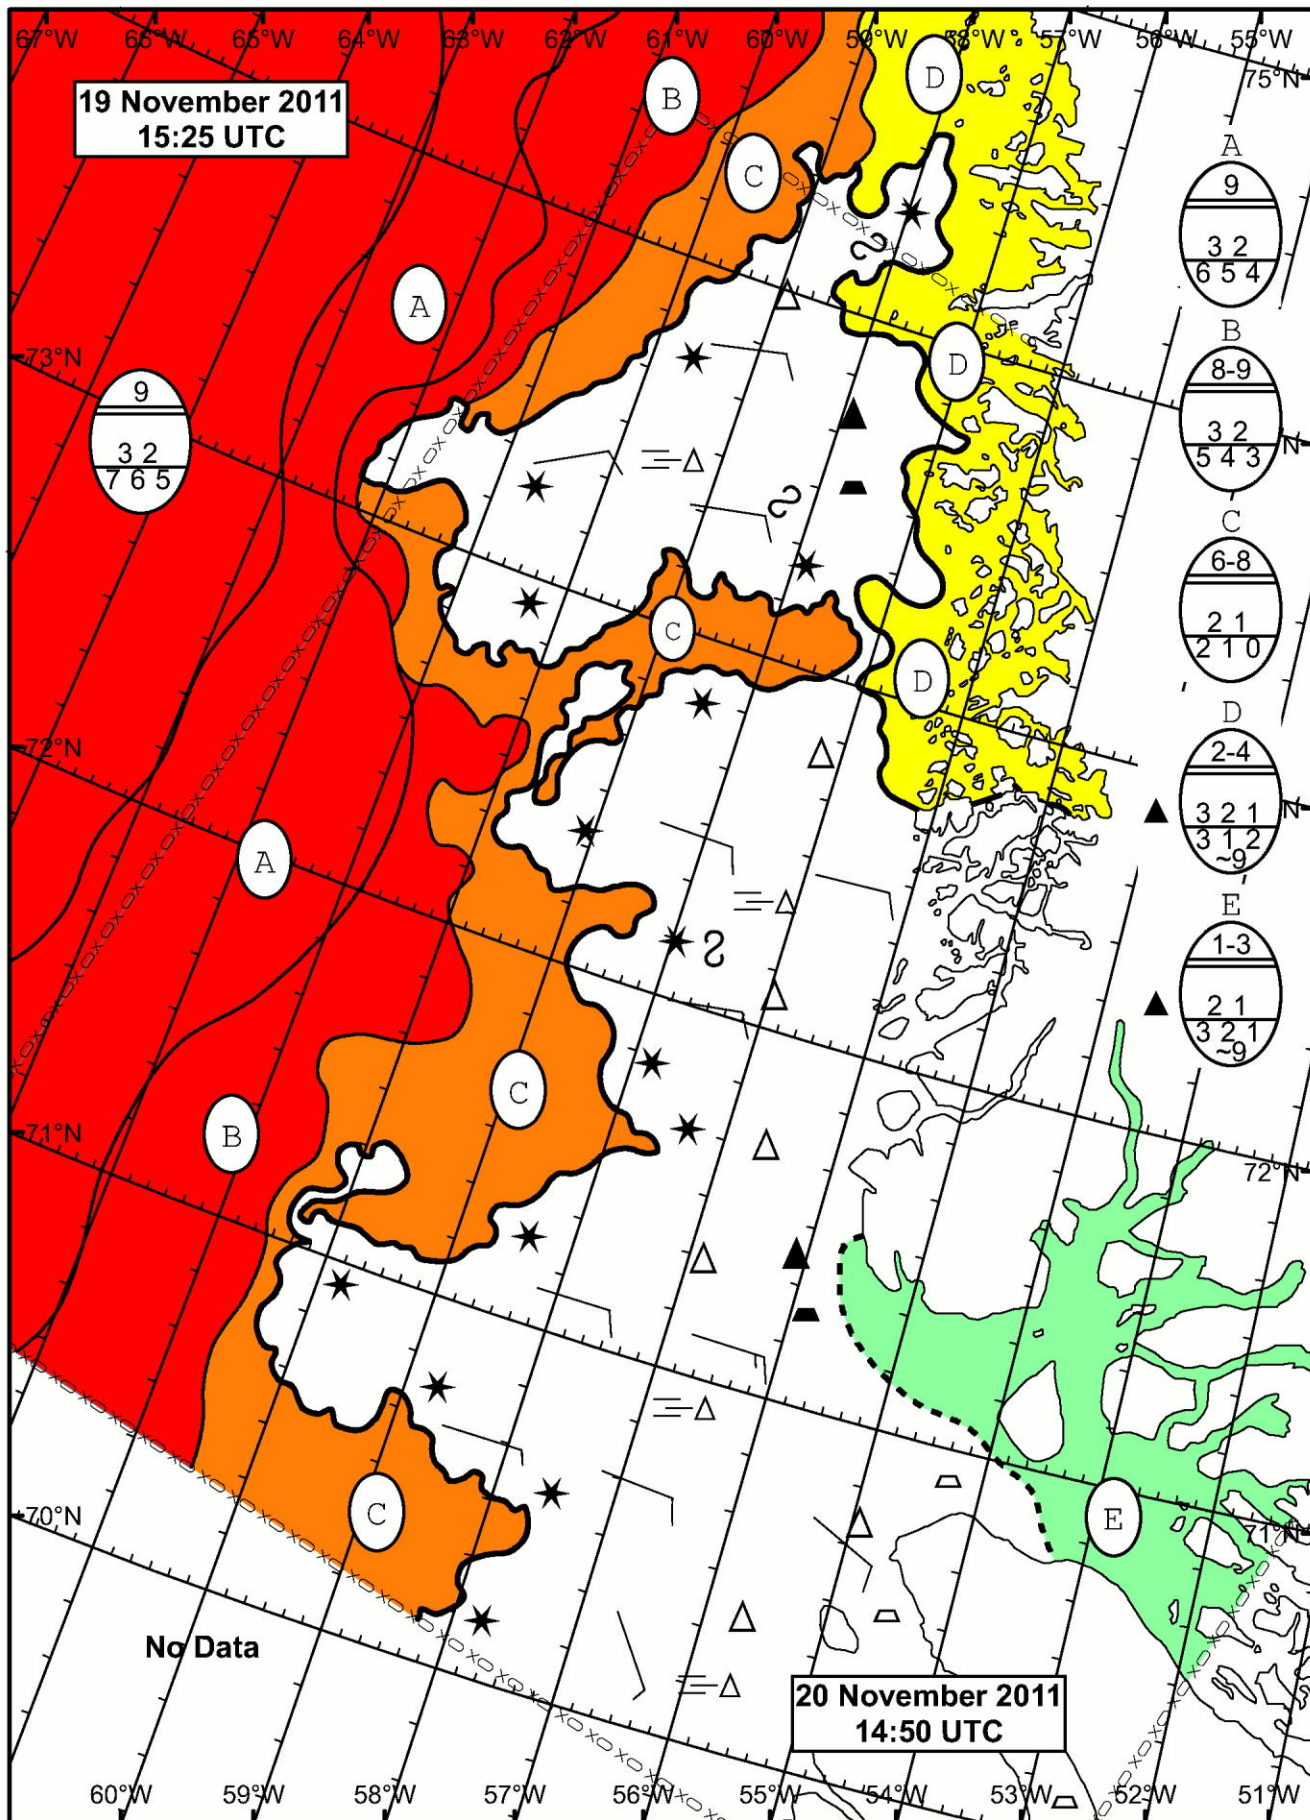 67°W 66°W 65°W 64°W 63°W 62°W 61°W 60°W 59°W 58°W 57°W 56°W 55°W
75°N
19 November 2011
15:25 UTC
D
B
C
A
9
3 2
6 5 4
A
73°N
D
B
8-9
3 2
5 4 3
N
9
3 2
7 6 5
C
6-8
2 1
2 1 0
C
D
72°N
D
2-4
3 2 1
3 1 2
~9
N
A
E
1-3
2 1
3 2 1
~9
C
B
71°N
72°N
C
E
70°N
71°N
No Data
20 November 2011
14:50 UTC
60°W 59°W 58°W 57°W 56°W 55°W 54°W 53°W 52°W 51°W